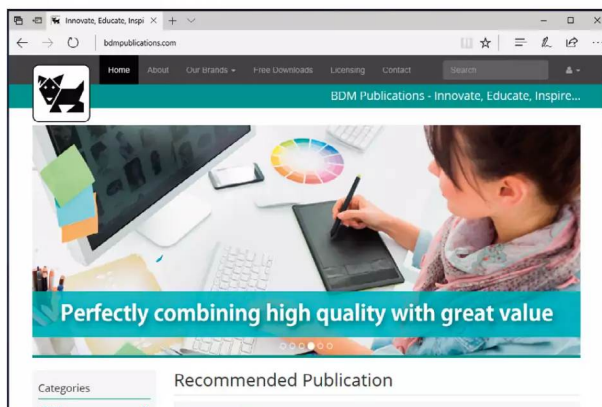 Innovate, Educate, Inspi
bdmpublications.com
Home About Our Brands Free Downloads Licensing Contact Search
BDM Publications - Innovate, Educate, Inspire...
Perfectly combining high quality with great value
Categories
Recommended Publication